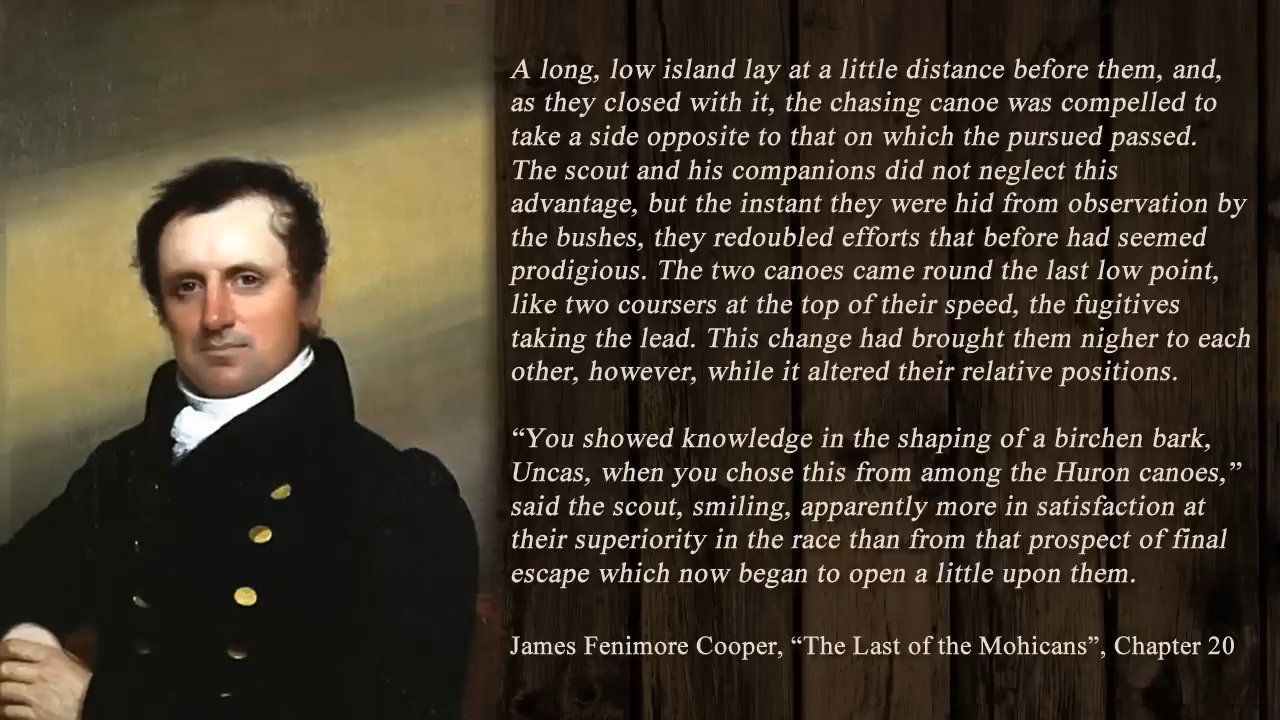 A long, low island lay at a little distance before them, and,
as they closed with it, the chasing canoe was compelled to
take a side opposite to that on which the pursued passed.
The scout and his companions did not neglect this
advantage, but the instant they were hid from observation by
the bushes, they redoubled efforts that before had seemed
prodigious. The two canoes came round the last low point,
like two coursers at the top of their speed, the fugitives
taking the lead. This change had brought them nigher to each
other, however, while it altered their relative positions.
“You showed knowledge in the shaping of a birchen bark,
Uncas, when you chose this from among the Huron canoes,”
said the scout, smiling, apparently more in satisfaction at
their superiority in the race than from that prospect of final
escape which now began to open a little upon them.
James Fenimore Cooper, “The Last of the Mohicans”, Chapter 20